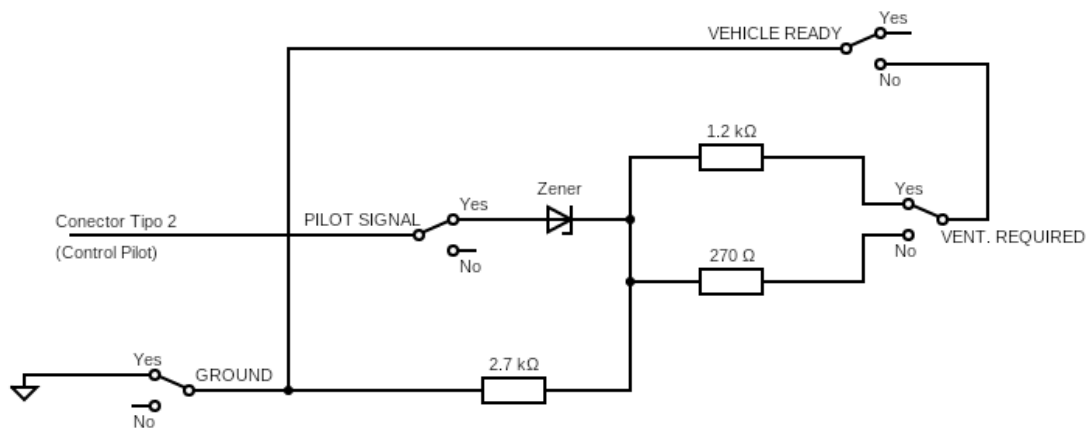 Yes
VEHICLE READY
No
1.2 kΩ
Zener
Yes
Yes
Conector Tipo 2
PILOT SIGNAL
VENT. REQUIRED
(Control Pilot)
No
No
270 Ω
Yes
2.7 kΩ
GROUND
No